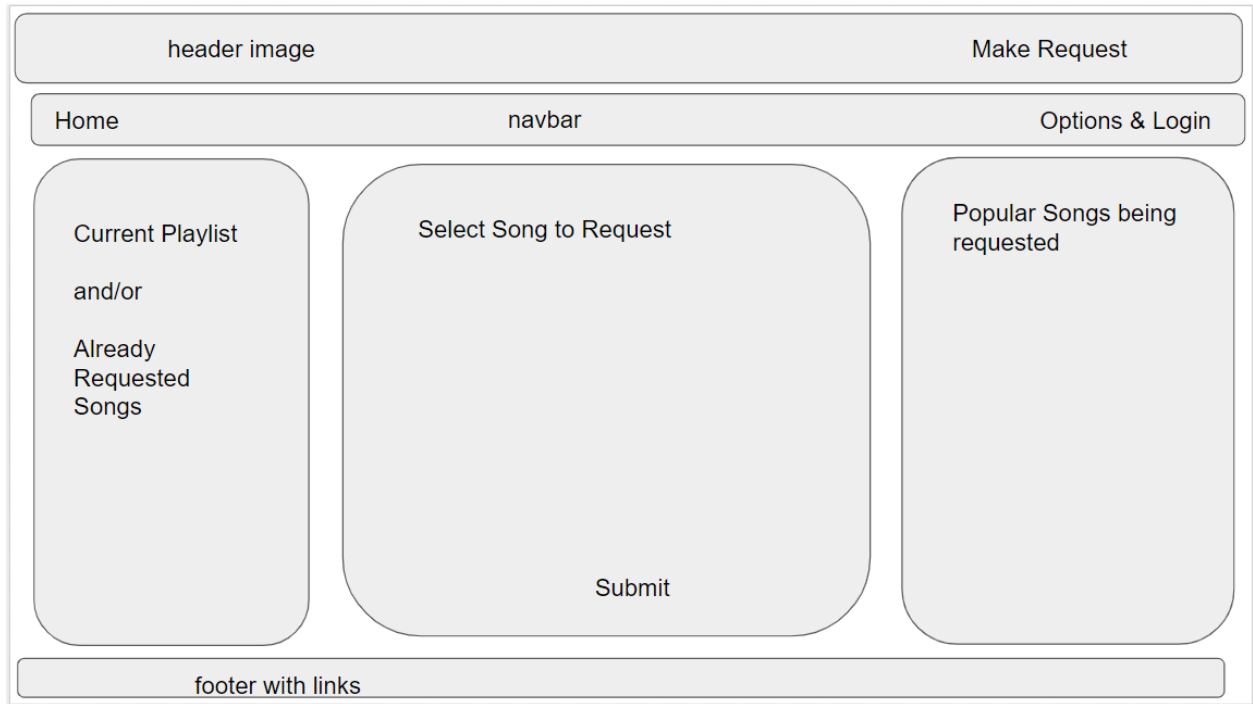 header image
Make Request
Home
navbar
Options & Login
Current Playlist
and/or
Already
Requested
Songs
Select Song to Request
Submit
Popular Songs being
requested
footer with links